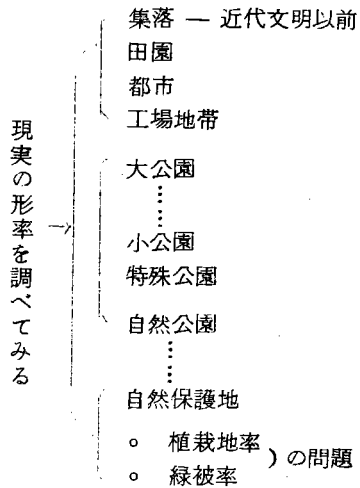 現実の形率を調べてみる
集落 — 近代文明以前
田園
都市
工場地帯
大公園
⋮
小公園
特殊公園
自然公園
⋮
自然保護地
○ 植栽地率
○ 緑被率
) の問題